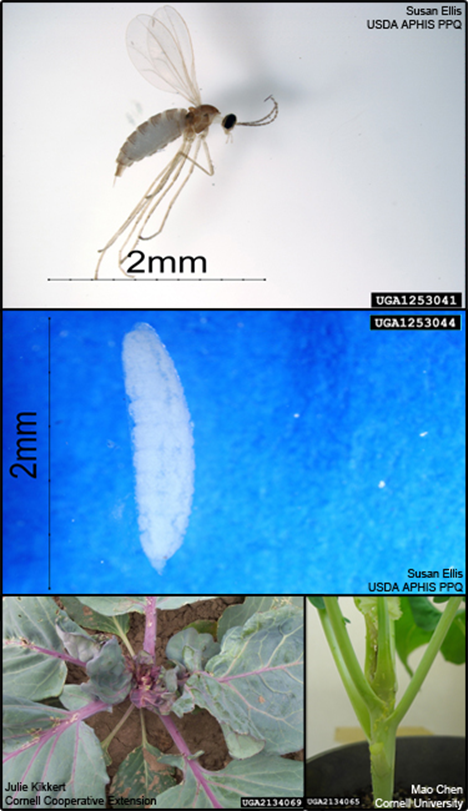 Susan Ellis
USDA APHIS PPQ
2mm
UGA1253041
UGA1253044
2mm
Susan Ellis
USDA APHIS PPQ
Julie Kikkert
Cornell Cooperative Extension
UGA2134069
UGA2134065
Mao Chen
Cornell University